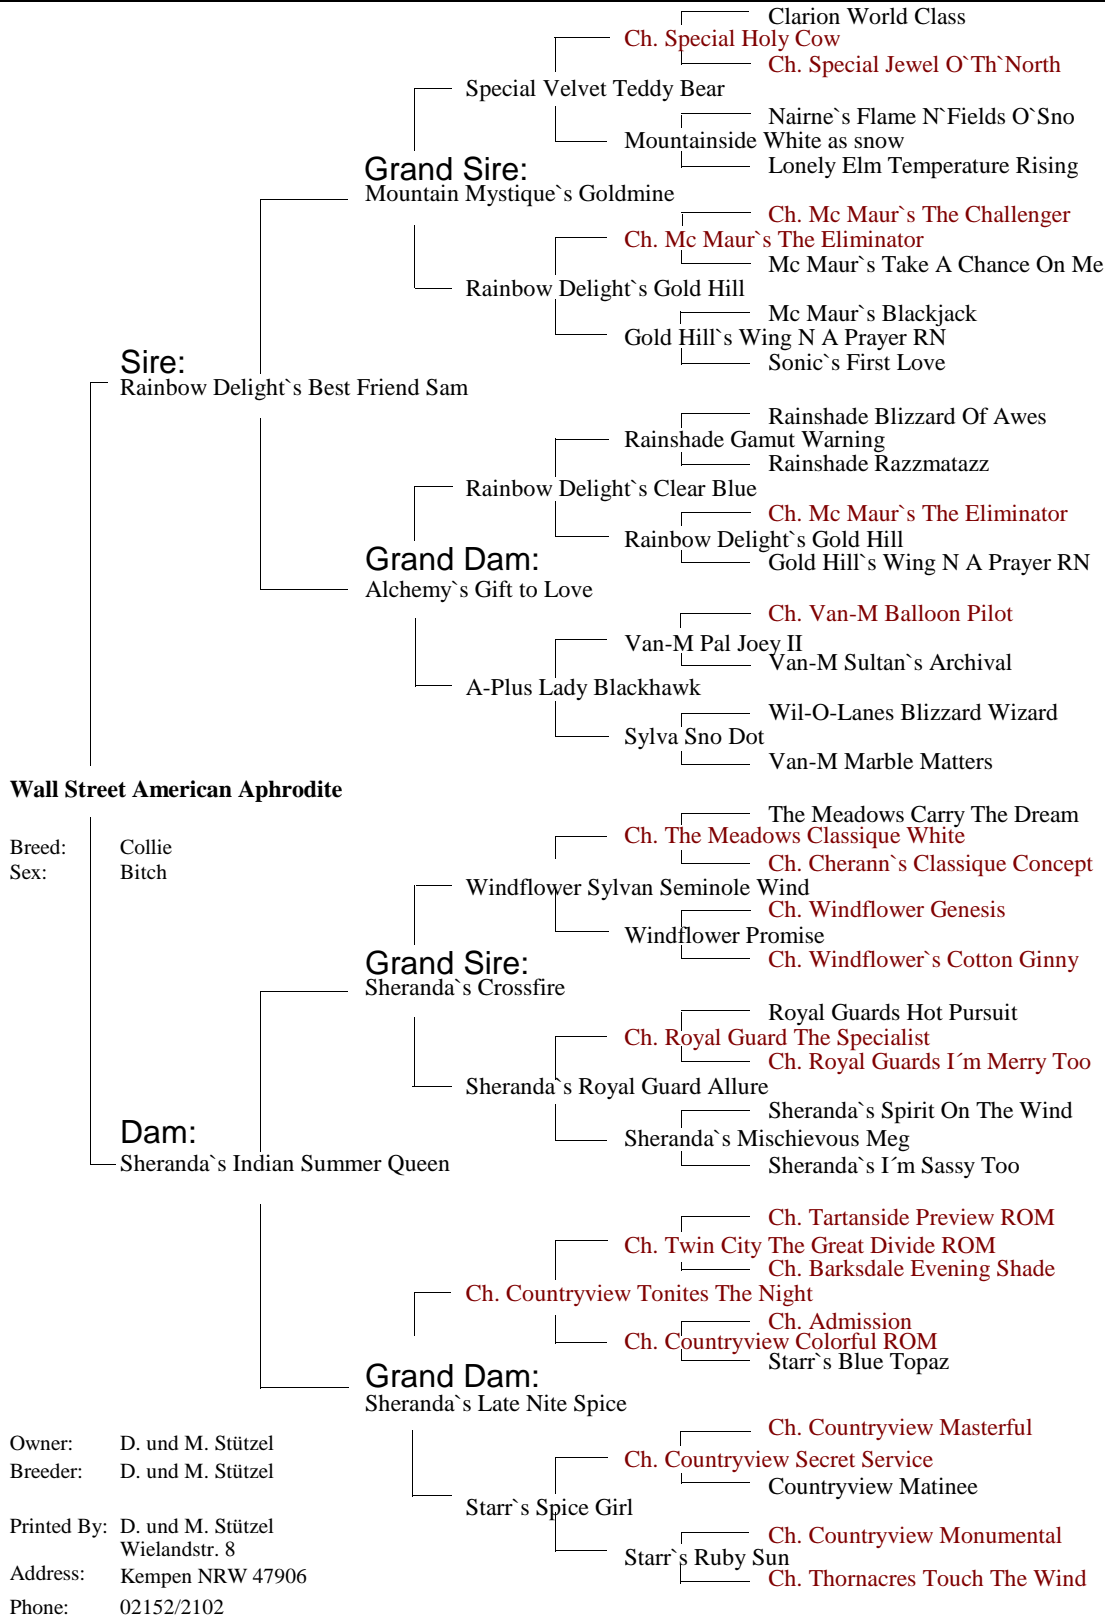 Clarion World Class
Ch. Special Holy Cow
Ch. Special Jewel O`Th`North
Special Velvet Teddy Bear
Nairne`s Flame N`Fields O`Sno
Mountainside White as snow
Lonely Elm Temperature Rising
Grand Sire:
Mountain Mystique`s Goldmine
Ch. Mc Maur`s The Challenger
Ch. Mc Maur`s The Eliminator
Mc Maur`s Take A Chance On Me
Rainbow Delight`s Gold Hill
Mc Maur`s Blackjack
Gold Hill`s Wing N A Prayer RN
Sonic`s First Love
Sire:
Rainbow Delight`s Best Friend Sam
Rainshade Blizzard Of Awes
Rainshade Gamut Warning
Rainshade Razzmatazz
Rainbow Delight`s Clear Blue
Ch. Mc Maur`s The Eliminator
Rainbow Delight`s Gold Hill
Gold Hill`s Wing N A Prayer RN
Grand Dam:
Alchemy`s Gift to Love
Ch. Van-M Balloon Pilot
Van-M Pal Joey II
Van-M Sultan`s Archival
A-Plus Lady Blackhawk
Wil-O-Lanes Blizzard Wizard
Sylva Sno Dot
Van-M Marble Matters
Wall Street American Aphrodite
Breed: Collie
Sex: Bitch
The Meadows Carry The Dream
Ch. The Meadows Classique White
Ch. Cherann`s Classique Concept
Windflower Sylvan Seminole Wind
Ch. Windflower Genesis
Windflower Promise
Ch. Windflower`s Cotton Ginny
Grand Sire:
Sheranda`s Crossfire
Royal Guards Hot Pursuit
Ch. Royal Guard The Specialist
Ch. Royal Guards I´m Merry Too
Sheranda`s Royal Guard Allure
Sheranda`s Spirit On The Wind
Sheranda`s Mischievous Meg
Sheranda`s I´m Sassy Too
Dam:
Sheranda`s Indian Summer Queen
Ch. Tartanside Preview ROM
Ch. Twin City The Great Divide ROM
Ch. Barksdale Evening Shade
Ch. Countryview Tonites The Night
Ch. Admission
Ch. Countryview Colorful ROM
Starr`s Blue Topaz
Grand Dam:
Sheranda`s Late Nite Spice
Ch. Countryview Masterful
Ch. Countryview Secret Service
Countryview Matinee
Starr`s Spice Girl
Ch. Countryview Monumental
Starr`s Ruby Sun
Ch. Thornacres Touch The Wind
Owner: D. und M. Stützel
Breeder: D. und M. Stützel
Printed By: D. und M. Stützel
Wielandstr. 8
Address: Kempen NRW 47906
Phone: 02152/2102